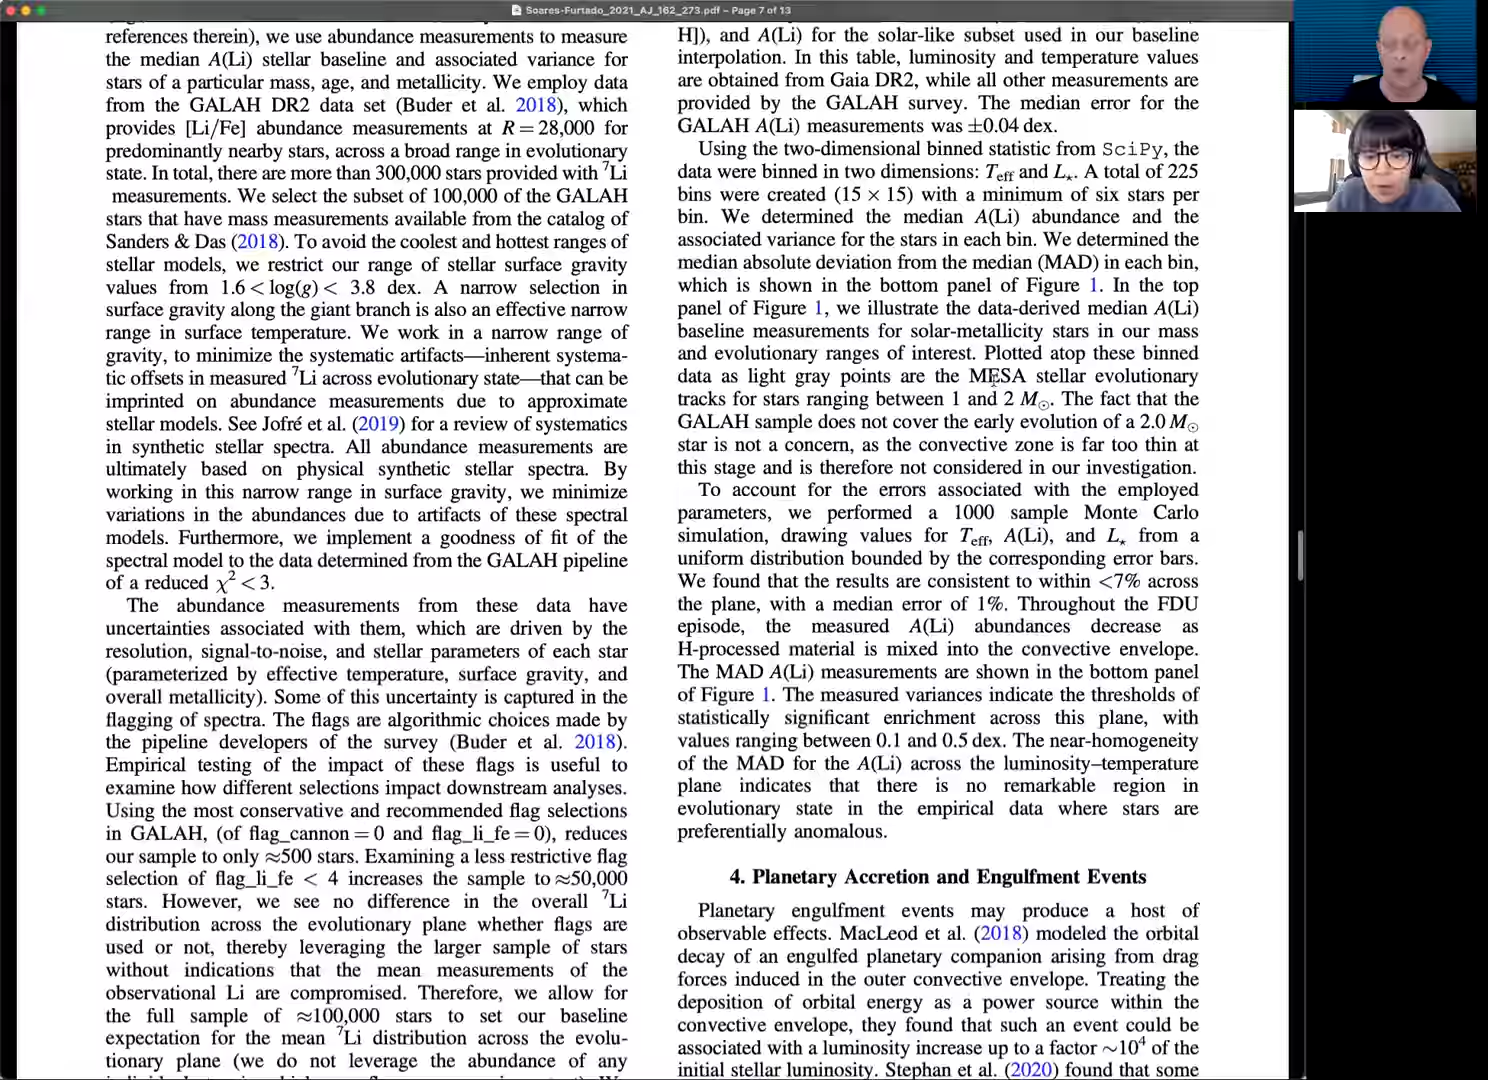 Soares-Furtado_2021_AJ_162_273.pdf – Page 7 of 13
references therein), we use abundance measurements to measure
the median A(Li) stellar baseline and associated variance for
stars of a particular mass, age, and metallicity. We employ data
from the GALAH DR2 data set (Buder et al. 2018), which
provides [Li/Fe] abundance measurements at R = 28,000 for
predominantly nearby stars, across a broad range in evolutionary
state. In total, there are more than 300,000 stars provided with ⁷Li
measurements. We select the subset of 100,000 of the GALAH
stars that have mass measurements available from the catalog of
Sanders & Das (2018). To avoid the coolest and hottest ranges of
stellar models, we restrict our range of stellar surface gravity
values from 1.6 < log(g) < 3.8 dex. A narrow selection in
surface gravity along the giant branch is also an effective narrow
range in surface temperature. We work in a narrow range of
gravity, to minimize the systematic artifacts—inherent systema-
tic offsets in measured ⁷Li across evolutionary state—that can be
imprinted on abundance measurements due to approximate
stellar models. See Jofré et al. (2019) for a review of systematics
in synthetic stellar spectra. All abundance measurements are
ultimately based on physical synthetic stellar spectra. By
working in this narrow range in surface gravity, we minimize
variations in the abundances due to artifacts of these spectral
models. Furthermore, we implement a goodness of fit of the
spectral model to the data determined from the GALAH pipeline
of a reduced χ² < 3.
The abundance measurements from these data have
uncertainties associated with them, which are driven by the
resolution, signal-to-noise, and stellar parameters of each star
(parameterized by effective temperature, surface gravity, and
overall metallicity). Some of this uncertainty is captured in the
flagging of spectra. The flags are algorithmic choices made by
the pipeline developers of the survey (Buder et al. 2018).
Empirical testing of the impact of these flags is useful to
examine how different selections impact downstream analyses.
Using the most conservative and recommended flag selections
in GALAH, (of flag_cannon = 0 and flag_li_fe = 0), reduces
our sample to only ≈500 stars. Examining a less restrictive flag
selection of flag_li_fe < 4 increases the sample to ≈50,000
stars. However, we see no difference in the overall ⁷Li
distribution across the evolutionary plane whether flags are
used or not, thereby leveraging the larger sample of stars
without indications that the mean measurements of the
observational Li are compromised. Therefore, we allow for
the full sample of ≈100,000 stars to set our baseline
expectation for the mean ⁷Li distribution across the evolu-
tionary plane (we do not leverage the abundance of any
H]), and A(Li) for the solar-like subset used in our baseline
interpolation. In this table, luminosity and temperature values
are obtained from Gaia DR2, while all other measurements are
provided by the GALAH survey. The median error for the
GALAH A(Li) measurements was ±0.04 dex.
Using the two-dimensional binned statistic from SciPy, the
data were binned in two dimensions: Teff and L⋆. A total of 225
bins were created (15 × 15) with a minimum of six stars per
bin. We determined the median A(Li) abundance and the
associated variance for the stars in each bin. We determined the
median absolute deviation from the median (MAD) in each bin,
which is shown in the bottom panel of Figure 1. In the top
panel of Figure 1, we illustrate the data-derived median A(Li)
baseline measurements for solar-metallicity stars in our mass
and evolutionary ranges of interest. Plotted atop these binned
data as light gray points are the MESA stellar evolutionary
tracks for stars ranging between 1 and 2 M⊙. The fact that the
GALAH sample does not cover the early evolution of a 2.0 M⊙
star is not a concern, as the convective zone is far too thin at
this stage and is therefore not considered in our investigation.
To account for the errors associated with the employed
parameters, we performed a 1000 sample Monte Carlo
simulation, drawing values for Teff, A(Li), and L⋆ from a
uniform distribution bounded by the corresponding error bars.
We found that the results are consistent to within <7% across
the plane, with a median error of 1%. Throughout the FDU
episode, the measured A(Li) abundances decrease as
H-processed material is mixed into the convective envelope.
The MAD A(Li) measurements are shown in the bottom panel
of Figure 1. The measured variances indicate the thresholds of
statistically significant enrichment across this plane, with
values ranging between 0.1 and 0.5 dex. The near-homogeneity
of the MAD for the A(Li) across the luminosity–temperature
plane indicates that there is no remarkable region in
evolutionary state in the empirical data where stars are
preferentially anomalous.
4. Planetary Accretion and Engulfment Events
Planetary engulfment events may produce a host of
observable effects. MacLeod et al. (2018) modeled the orbital
decay of an engulfed planetary companion arising from drag
forces induced in the outer convective envelope. Treating the
deposition of orbital energy as a power source within the
convective envelope, they found that such an event could be
associated with a luminosity increase up to a factor ~10⁴ of the
initial stellar luminosity. Stephan et al. (2020) found that some